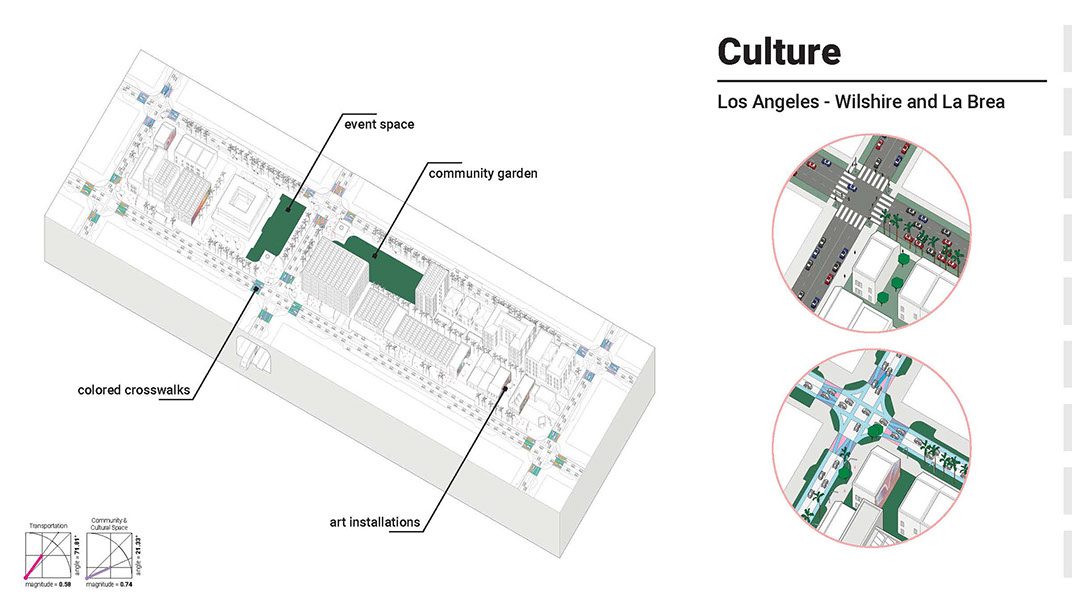 Culture
Los Angeles - Wilshire and La Brea
event space
community garden
colored crosswalks
art installations
Transportation
angle = 71.81°
magnitude = 0.58
Community &
Cultural Space
angle = 21.33°
magnitude = 0.74